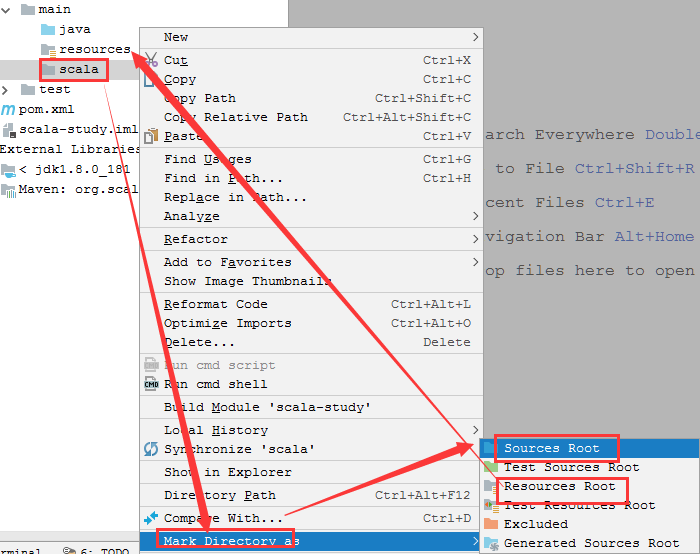 main
java
resources
scala
test
pom.xml
scala-study.iml
External Libraries
< jdk1.8.0_181
Maven: org.scal
New
Cut Ctrl+X
Copy Ctrl+C
Copy Path Ctrl+Shift+C
Copy Relative Path Ctrl+Alt+Shift+C
Paste Ctrl+V
Find Usages Ctrl+G
Find in Path... Ctrl+H
Replace in Path...
Analyze
Refactor
Add to Favorites
Show Image Thumbnails
Reformat Code Ctrl+Alt+L
Optimize Imports Ctrl+Alt+O
Delete... Delete
Run cmd script
Run cmd shell
Build Module 'scala-study'
Local History
Synchronize 'scala'
Show in Explorer
Directory Path Ctrl+Alt+F12
Compare With... Ctrl+D
Mark Directory as
arch Everywhere Double
to File Ctrl+Shift+R
cent Files Ctrl+E
vigation Bar Alt+Home
op files here to open
Sources Root
Test Sources Root
Resources Root
Test Resources Root
Excluded
Generated Sources Root
rminal 6: TODO